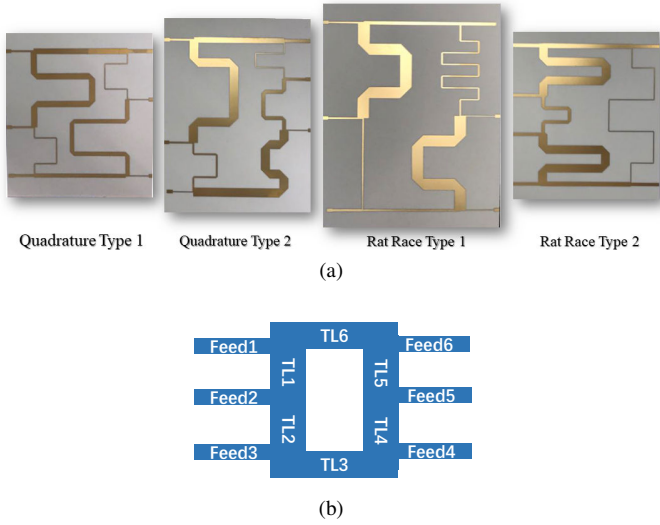 Quadrature Type 1
Quadrature Type 2
Rat Race Type 1
Rat Race Type 2
(a)
Feed1
TL6
Feed6
TL1
TL5
Feed2
Feed5
TL2
TL4
Feed3
TL3
Feed4
(b)